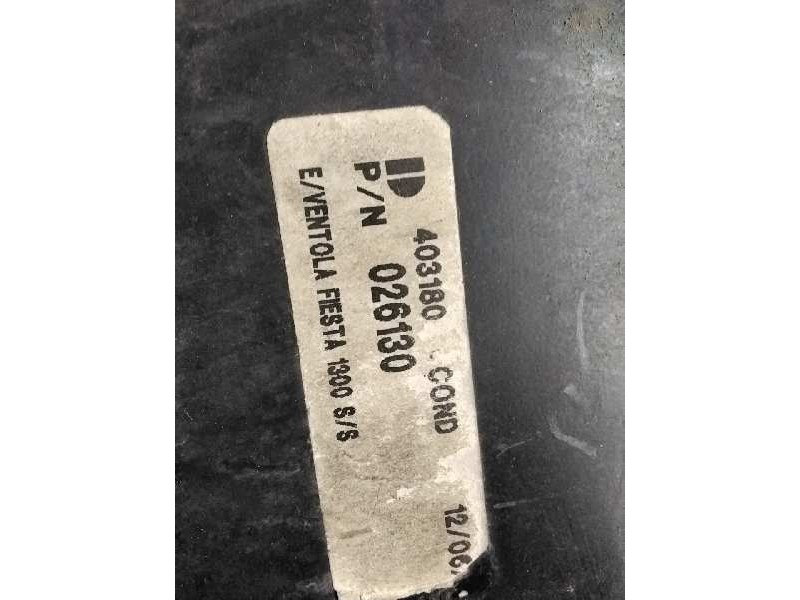 403180 .COND 12/06
P/N 026130
E/VENTOLA FIESTA 1300 S/S